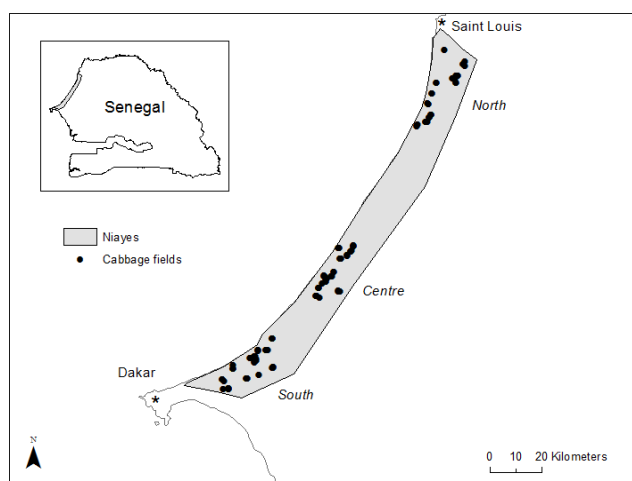 Saint Louis
Senegal
North
Niayes
Cabbage fields
Centre
Dakar
South
N
0 10 20 Kilometers